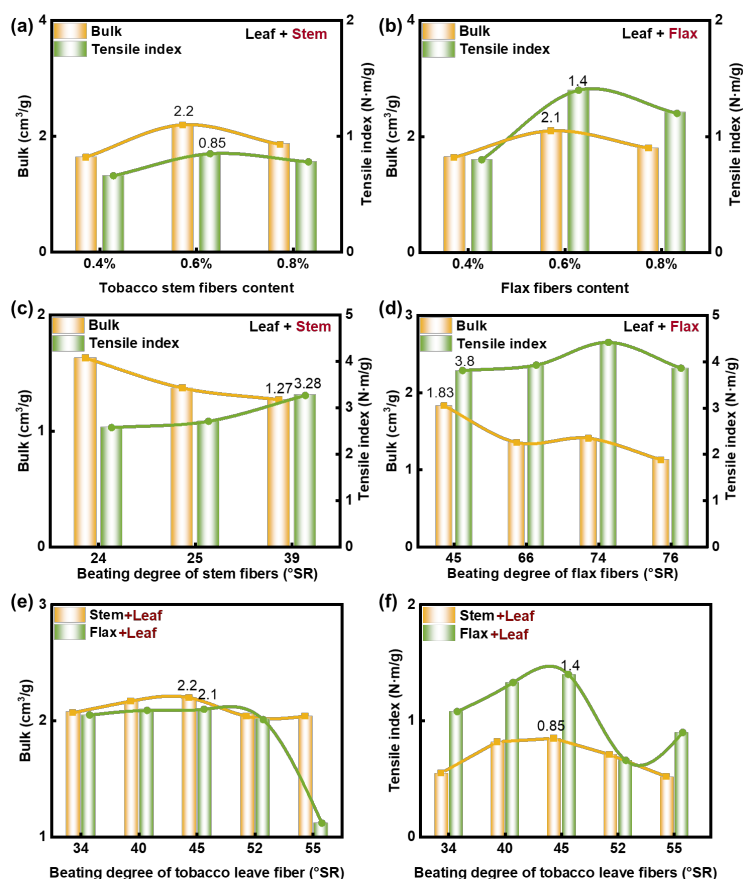 (a)
Bulk
Tensile index
Leaf + Stem
Bulk (cm³/g)
Tensile index (N·m/g)
4
2
0
2
1
0
2.2
0.85
0.4%
0.6%
0.8%
Tobacco stem fibers content
(b)
Bulk
Tensile index
Leaf + Flax
Bulk (cm³/g)
Tensile index (N·m/g)
4
2
0
2
1
0
1.4
2.1
0.4%
0.6%
0.8%
Flax fibers content
(c)
Bulk
Tensile index
Leaf + Stem
Bulk (cm³/g)
Tensile index (N·m/g)
2
1
0
5
4
3
2
1
0
1.27
3.28
24
25
39
Beating degree of stem fibers (°SR)
(d)
Bulk
Tensile index
Leaf + Flax
Bulk (cm³/g)
Tensile index (N·m/g)
3
2
1
0
5
4
3
2
1
0
3.8
1.83
45
66
74
76
Beating degree of flax fibers (°SR)
(e)
Stem+Leaf
Flax+Leaf
Bulk (cm³/g)
3
2
1
2.2
2.1
34
40
45
52
55
Beating degree of tobacco leave fiber (°SR)
(f)
Stem+Leaf
Flax+Leaf
Tensile index (N·m/g)
2
1
0
1.4
0.85
34
40
45
52
55
Beating degree of tobacco leave fibers (°SR)